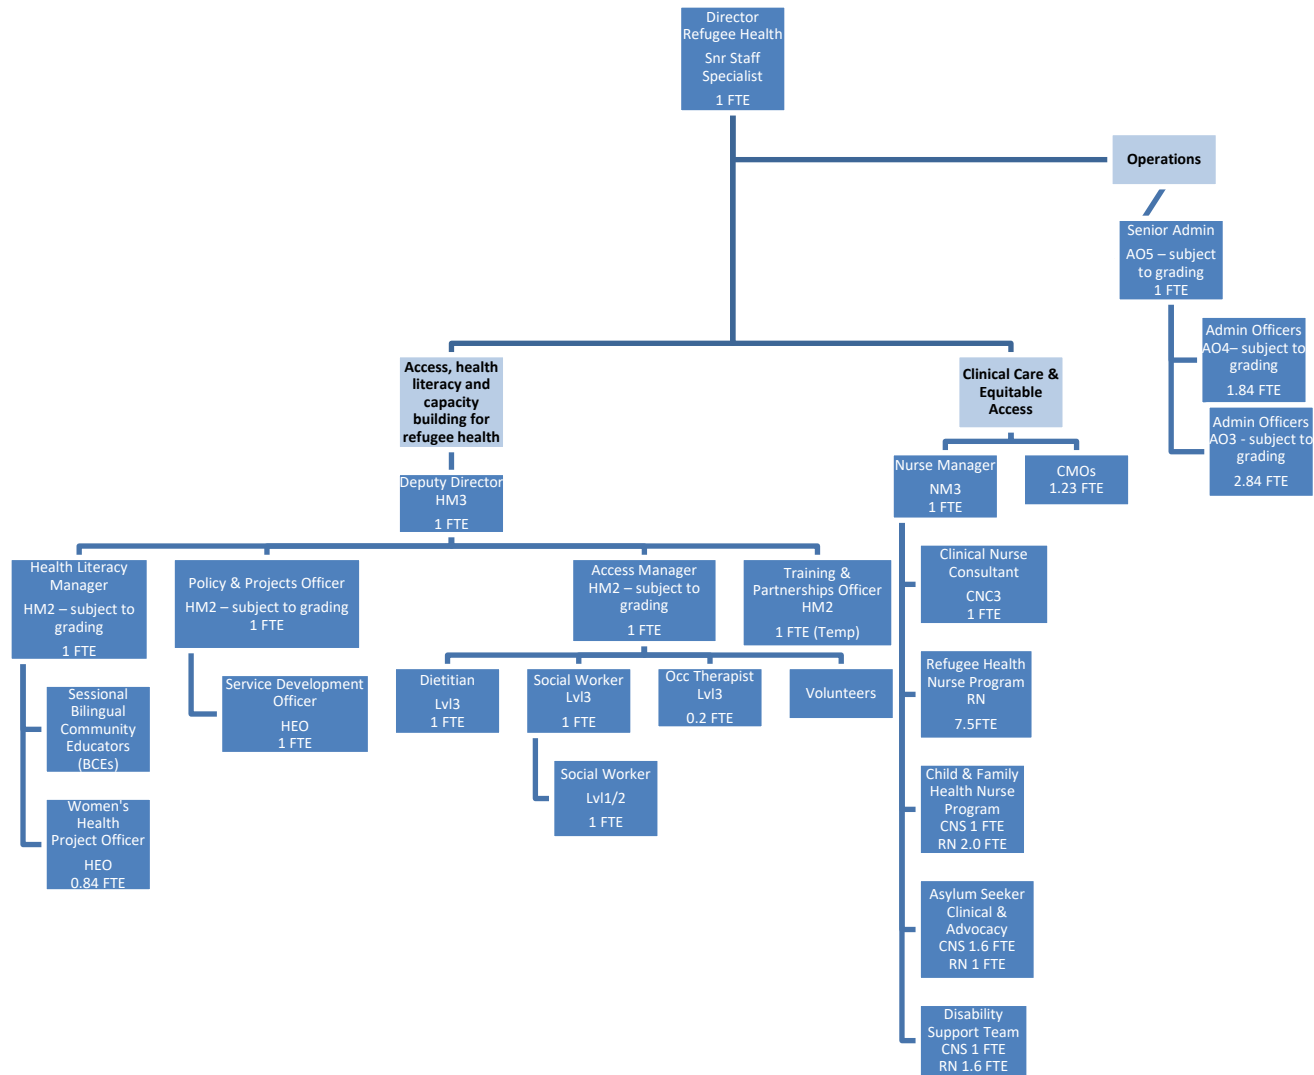 Director
Refugee Health
Snr Staff
Specialist
1 FTE
Operations
Senior Admin
AO5 – subject
to grading
1 FTE
Admin Officers
AO4– subject to
grading
1.84 FTE
Admin Officers
AO3 - subject to
grading
2.84 FTE
Access, health
literacy and
capacity
building for
refugee health
Deputy Director
HM3
1 FTE
Health Literacy
Manager
HM2 – subject to
grading
1 FTE
Sessional
Bilingual
Community
Educators
(BCEs)
Women's
Health
Project Officer
HEO
0.84 FTE
Policy & Projects Officer
HM2 – subject to grading
1 FTE
Service Development
Officer
HEO
1 FTE
Access Manager
HM2 – subject to
grading
1 FTE
Dietitian
Lvl3
1 FTE
Social Worker
Lvl3
1 FTE
Social Worker
Lvl1/2
1 FTE
Occ Therapist
Lvl3
0.2 FTE
Volunteers
Training &
Partnerships Officer
HM2
1 FTE (Temp)
Clinical Care &
Equitable
Access
Nurse Manager
NM3
1 FTE
CMOs
1.23 FTE
Clinical Nurse
Consultant
CNC3
1 FTE
Refugee Health
Nurse Program
RN
7.5FTE
Child & Family
Health Nurse
Program
CNS 1 FTE
RN 2.0 FTE
Asylum Seeker
Clinical &
Advocacy
CNS 1.6 FTE
RN 1 FTE
Disability
Support Team
CNS 1 FTE
RN 1.6 FTE